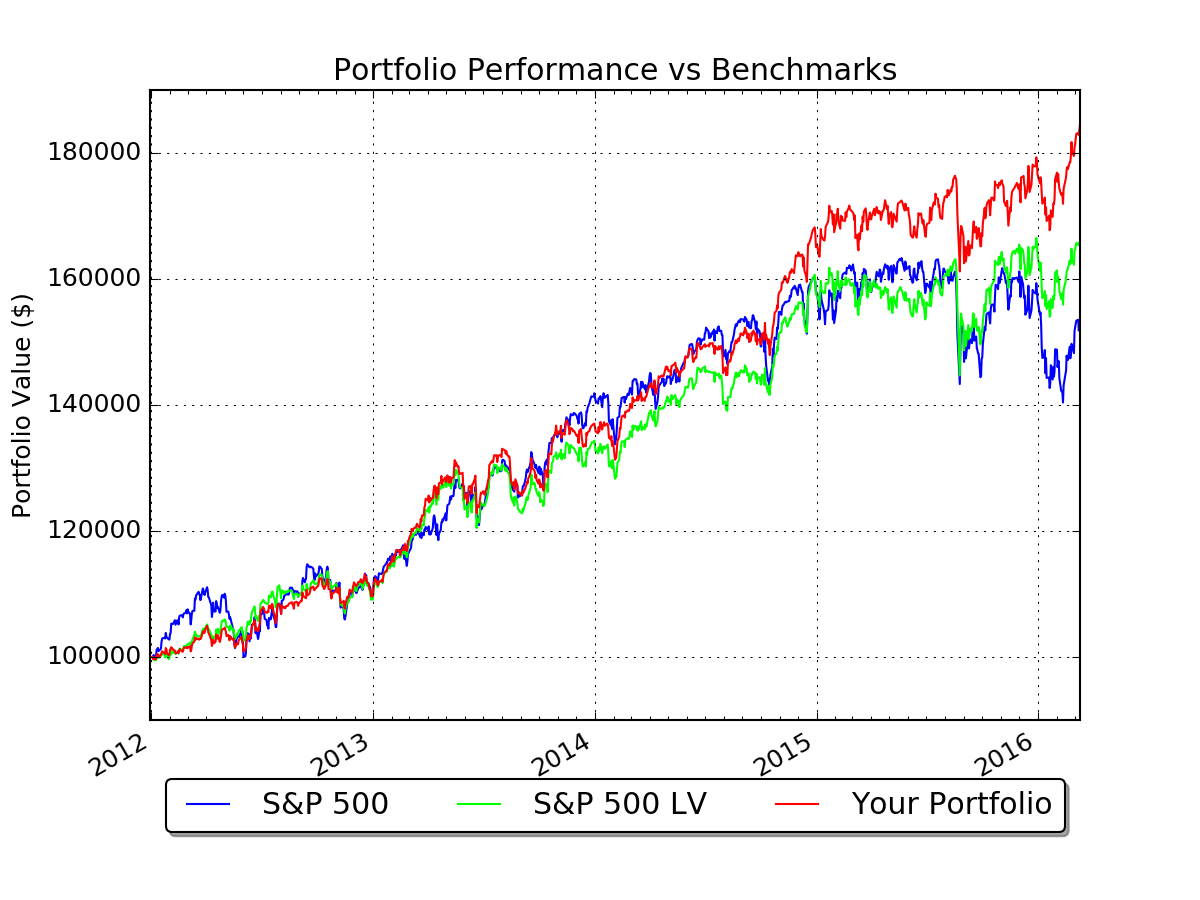 Portfolio Performance vs Benchmarks
Portfolio Value ($)
180000
160000
140000
120000
100000
2012 2013 2014 2015 2016
S&P 500 S&P 500 LV Your Portfolio